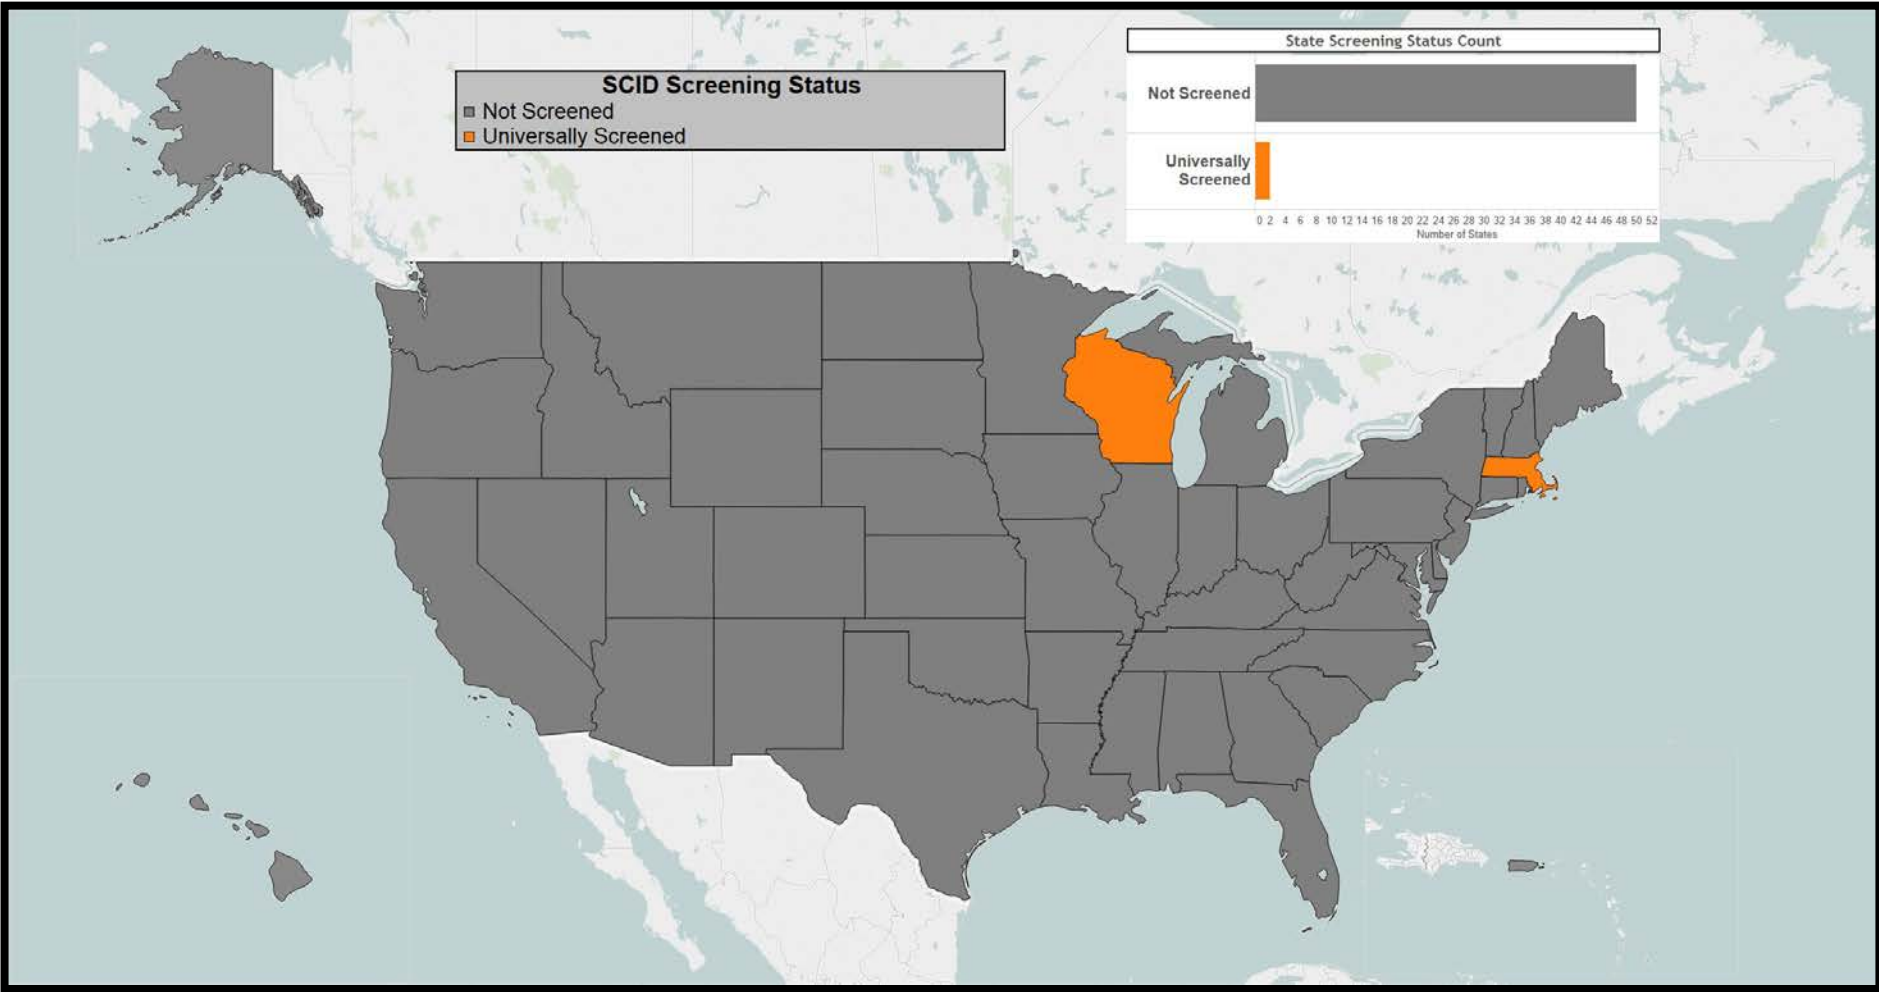 SCID Screening Status
Not Screened
Universally Screened
State Screening Status Count
Not Screened
Universally
Screened
0 2 4 6 8 10 12 14 16 18 20 22 24 26 28 30 32 34 36 38 40 42 44 46 48 50 52
Number of States